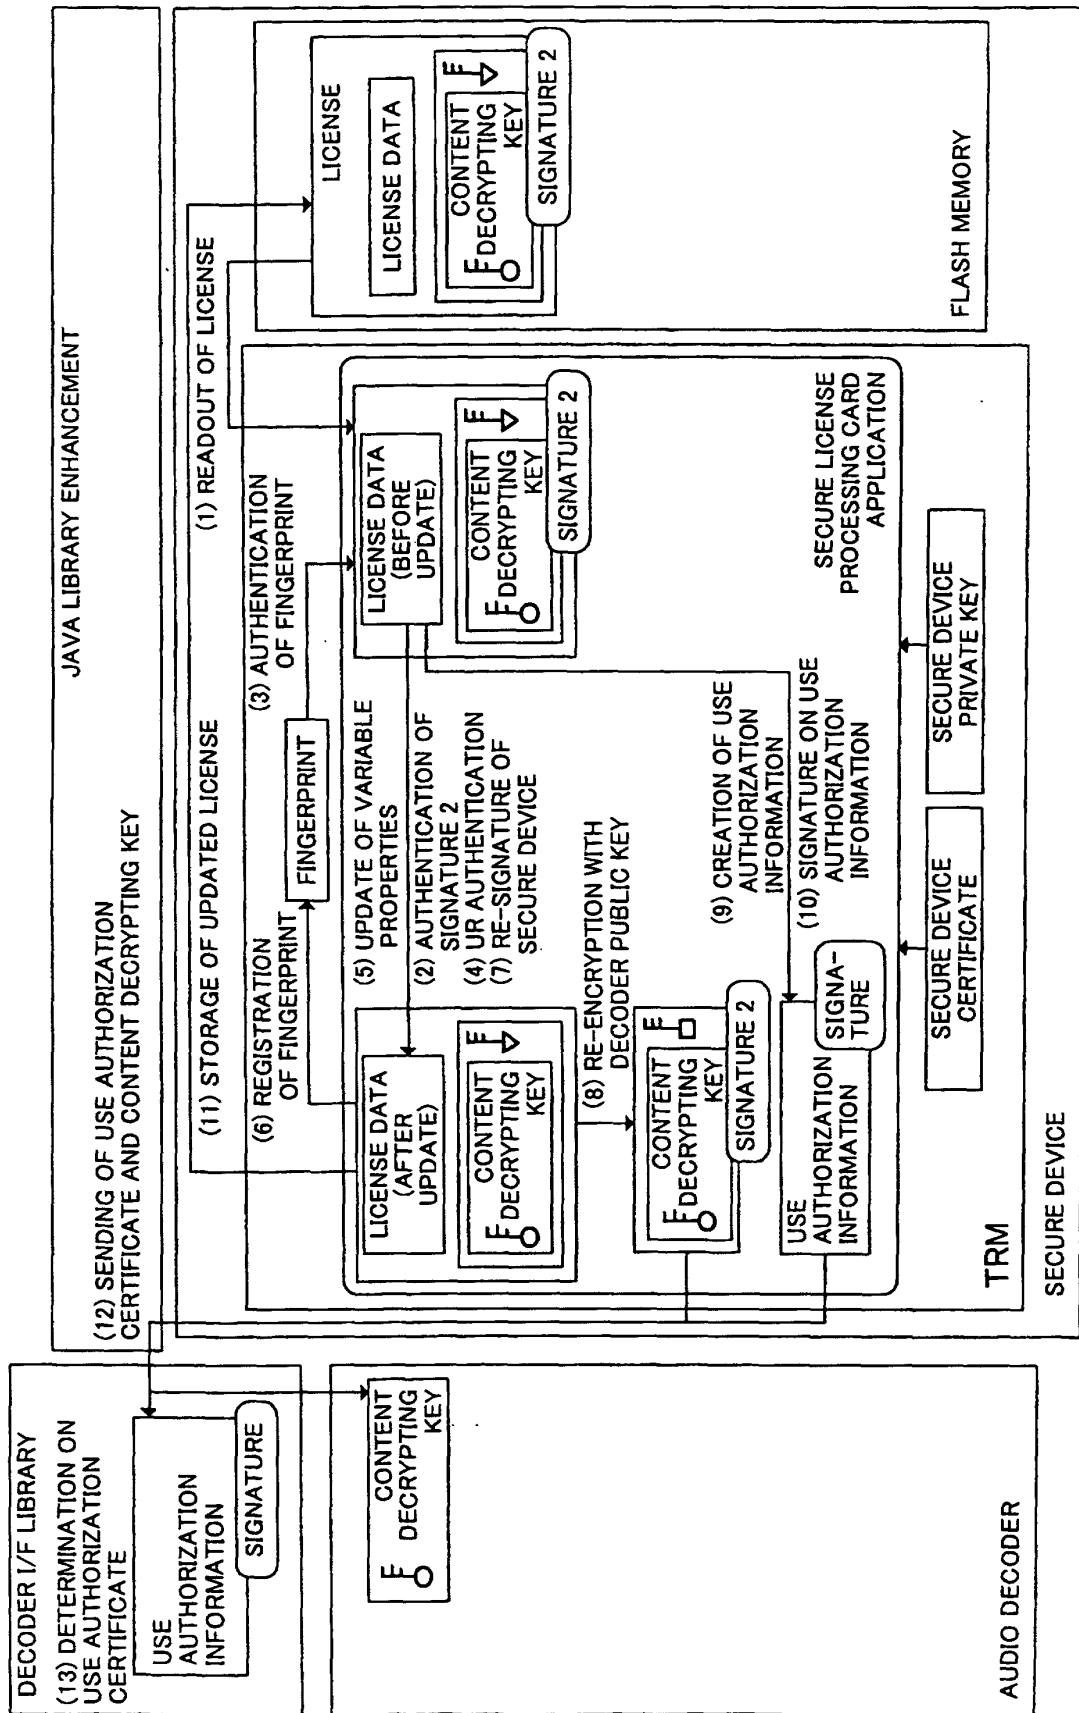 DECODER I/F LIBRARY
(13) DETERMINATION ON
USE AUTHORIZATION
CERTIFICATE
USE
AUTHORIZATION
INFORMATION
SIGNATURE
CONTENT
DECRYPTING
KEY
AUDIO DECODER
JAVA LIBRARY ENHANCEMENT
(12) SENDING OF USE AUTHORIZATION
CERTIFICATE AND CONTENT DECRYPTING KEY
(11) STORAGE OF UPDATED LICENSE
(1) READOUT OF LICENSE
(6) REGISTRATION
OF FINGERPRINT
FINGERPRINT
(3) AUTHENTICATION
OF FINGERPRINT
LICENSE DATA
(AFTER
UPDATE)
CONTENT
DECRYPTING
KEY
(5) UPDATE OF VARIABLE
PROPERTIES
(2) AUTHENTICATION OF
SIGNATURE 2
(4) UR AUTHENTICATION
(7) RE-SIGNATURE OF
SECURE DEVICE
LICENSE DATA
(BEFORE
UPDATE)
CONTENT
DECRYPTING
KEY
SIGNATURE 2
(8) RE-ENCRYPTION WITH
DECODER PUBLIC KEY
CONTENT
DECRYPTING
KEY
SIGNATURE 2
(9) CREATION OF USE
AUTHORIZATION
INFORMATION
(10) SIGNATURE ON USE
AUTHORIZATION
INFORMATION
USE
AUTHORIZATION
INFORMATION
SIGNA-
TURE
SECURE LICENSE
PROCESSING CARD
APPLICATION
SECURE DEVICE
CERTIFICATE
SECURE DEVICE
PRIVATE KEY
TRM
SECURE DEVICE
LICENSE
LICENSE DATA
CONTENT
DECRYPTING
KEY
SIGNATURE 2
FLASH MEMORY